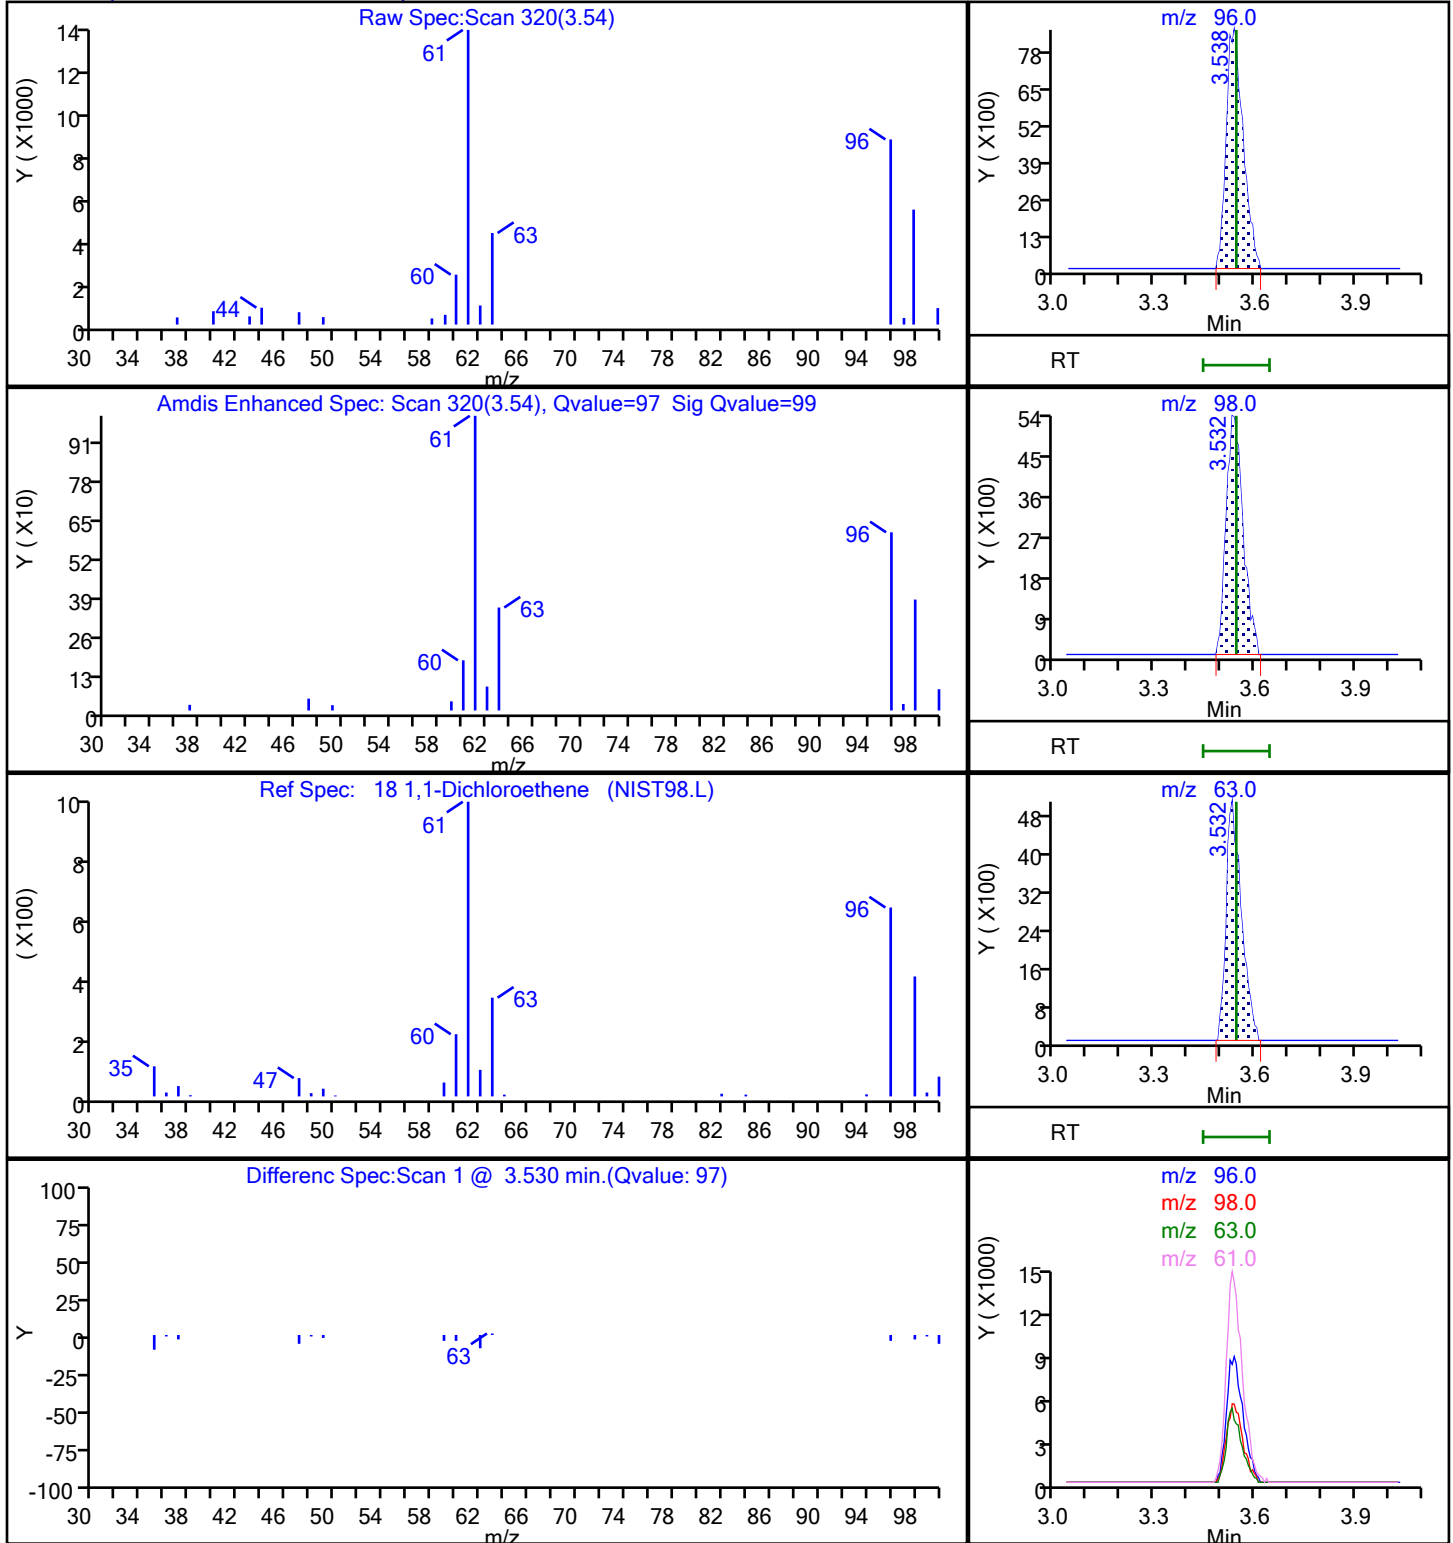 Raw Spec:Scan 320(3.54)
Y ( X1000)
14
12
10
8
6
4
2
0
61
96
63
60
44
30 34 38 42 46 50 54 58 62 66 70 74 78 82 86 90 94 98
m/z
m/z 96.0
Y ( X100)
78
65
52
39
26
13
0
3.538
3.0 3.3 3.6 3.9
Min
RT
Amdis Enhanced Spec: Scan 320(3.54), Qvalue=97 Sig Qvalue=99
Y ( X10)
91
78
65
52
39
26
13
0
61
96
63
60
30 34 38 42 46 50 54 58 62 66 70 74 78 82 86 90 94 98
m/z
m/z 98.0
Y ( X100)
54
45
36
27
18
9
0
3.532
3.0 3.3 3.6 3.9
Min
RT
Ref Spec: 18 1,1-Dichloroethene (NIST98.L)
( X100)
10
8
6
4
2
0
61
96
63
60
35
47
30 34 38 42 46 50 54 58 62 66 70 74 78 82 86 90 94 98
m/z 63.0
Y ( X100)
48
40
32
24
16
8
0
3.532
3.0 3.3 3.6 3.9
Min
RT
Differenc Spec:Scan 1 @ 3.530 min.(Qvalue: 97)
Y
100
75
50
25
0
-25
-50
-75
-100
63
30 34 38 42 46 50 54 58 62 66 70 74 78 82 86 90 94 98
m/z
m/z 96.0
m/z 98.0
m/z 63.0
m/z 61.0
Y ( X1000)
15
12
9
6
3
0
3.0 3.3 3.6 3.9
Min